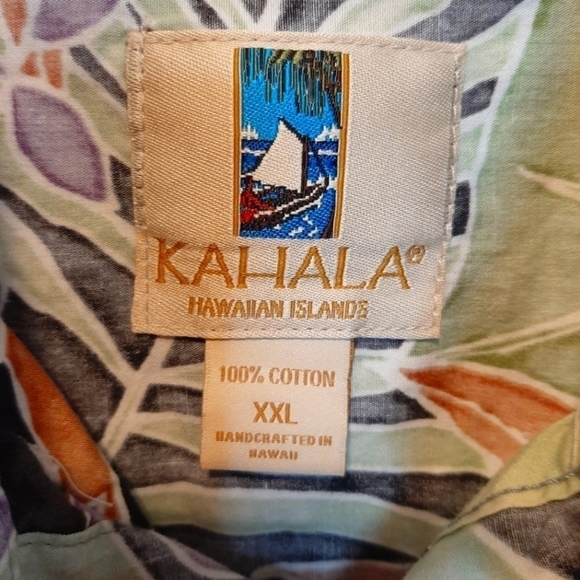 KAHALA®
HAWAIIAN ISLANDS
100% COTTON
XXL
HANDCRAFTED IN
HAWAII